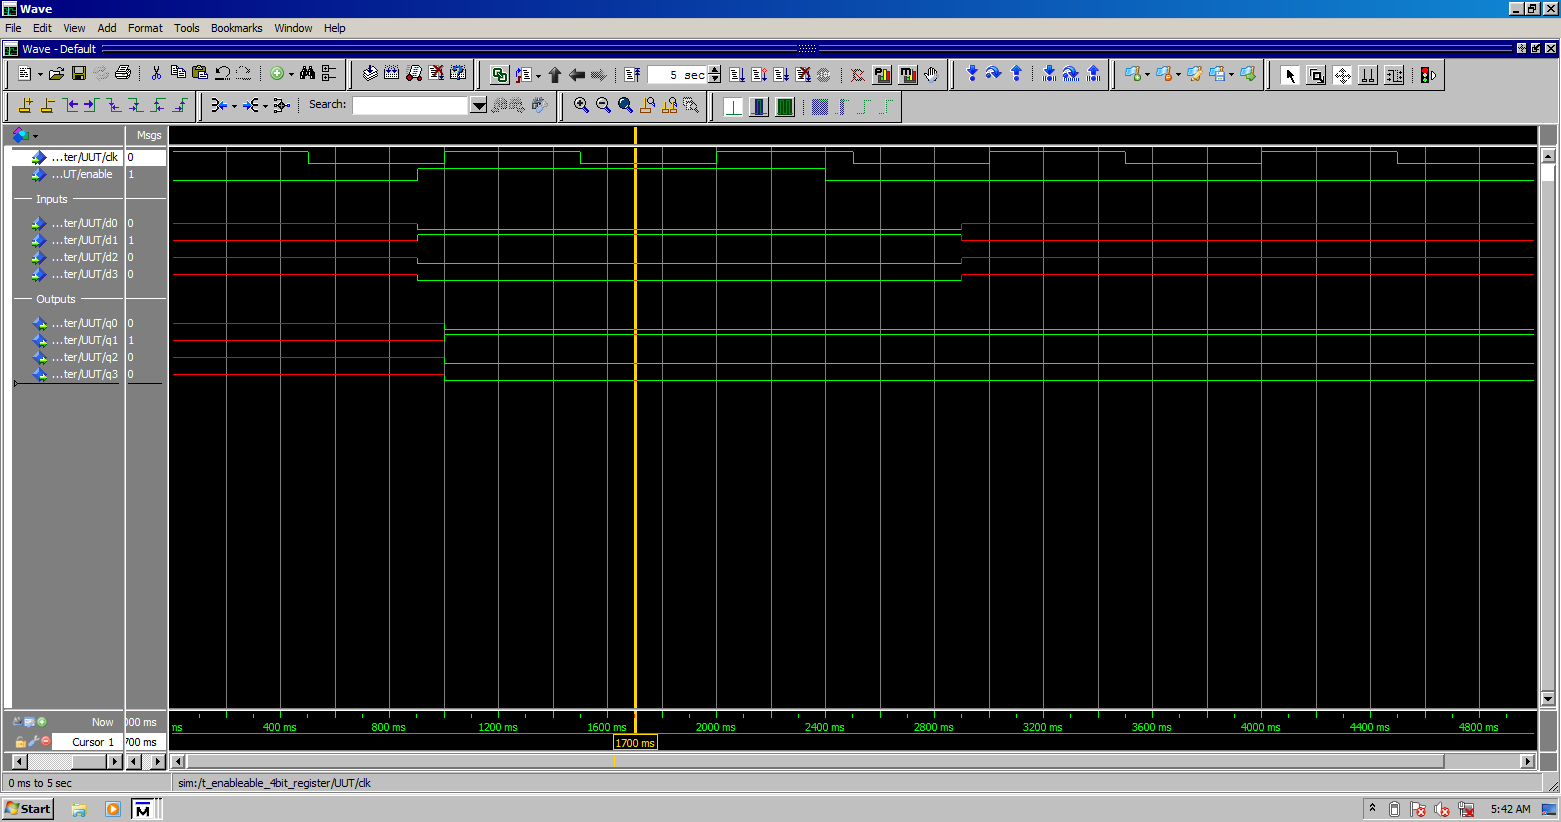 Wave
File Edit View Add Format Tools Bookmarks Window Help
Wave - Default
5 sec
Search:
Msgs
...ter/UUT/clk 0
...UT/enable 1
Inputs
...ter/UUT/d0 0
...ter/UUT/d1 1
...ter/UUT/d2 0
...ter/UUT/d3 0
Outputs
...ter/UUT/q0 0
...ter/UUT/q1 1
...ter/UUT/q2 0
...ter/UUT/q3 0
Now 000 ms
ms 400 ms 800 ms 1200 ms 1600 ms 2000 ms 2400 ms 2800 ms 3200 ms 3600 ms 4000 ms 4400 ms 4800 ms
Cursor 1 700 ms
1700 ms
0 ms to 5 sec
sim:/t_enableable_4bit_register/UUT/clk
Start
M
5:42 AM